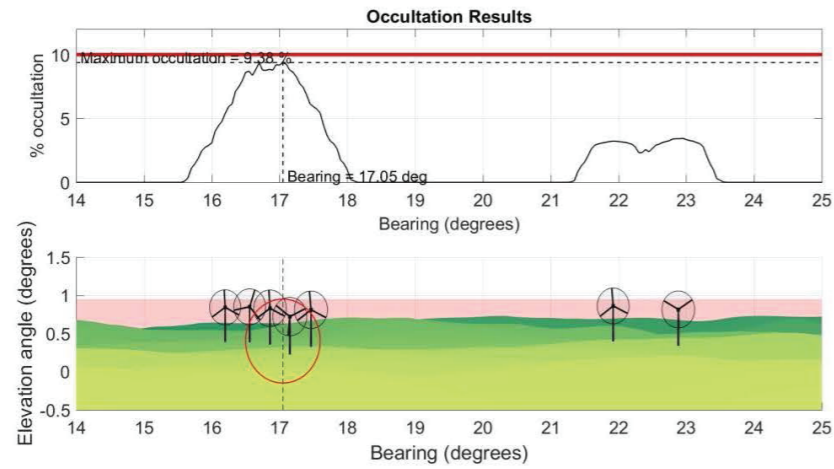 Occultation Results
% occultation
10
5
0
Maximum occultation = 9.38 %
Bearing = 17.05 deg
14 15 16 17 18 19 20 21 22 23 24 25
Bearing (degrees)
Elevation angle (degrees)
1.5
1
0.5
0
-0.5
14 15 16 17 18 19 20 21 22 23 24 25
Bearing (degrees)